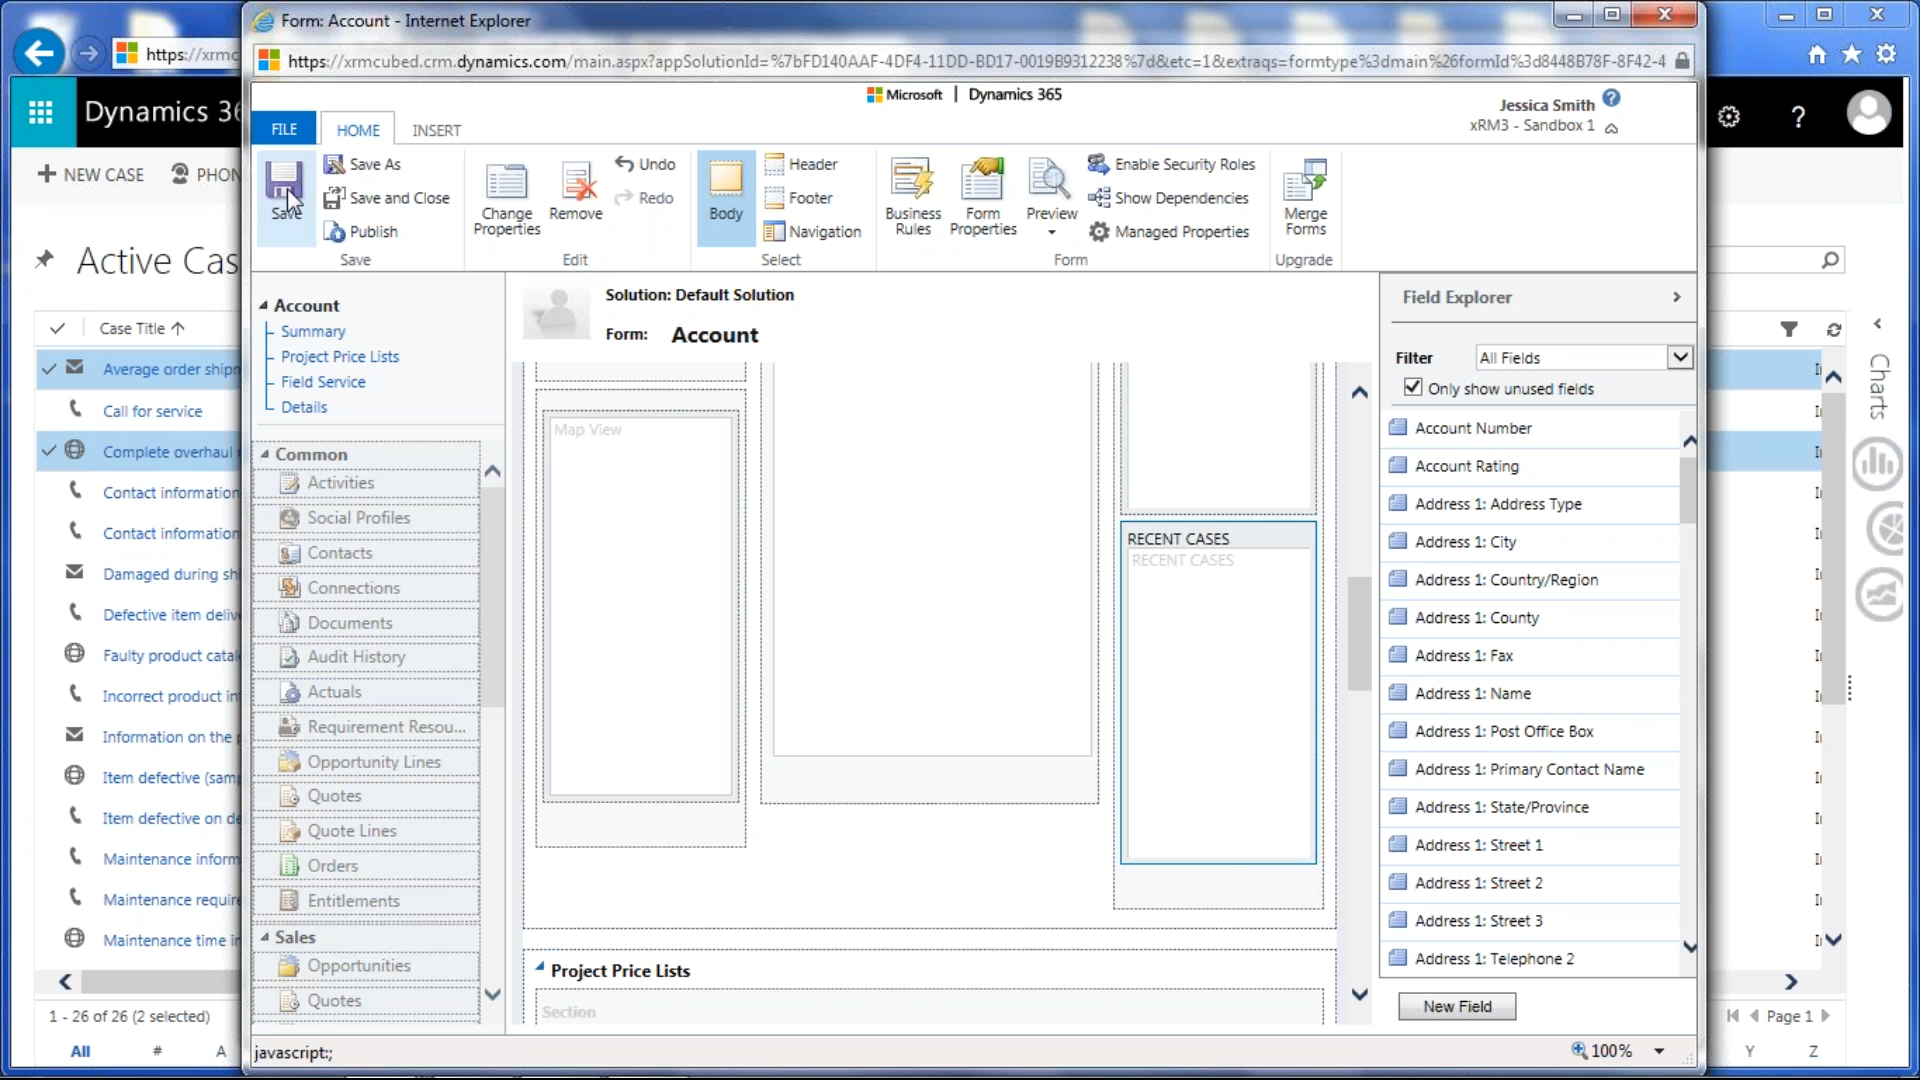 Form: Account - Internet Explorer
https://xrmc
https://xrmcubed.crm.dynamics.com/main.aspx?appSolutionId=%7bFD140AAF-4DF4-11DD-BD17-0019B9312238%7d&etc=1&extraqs=formtype%3dmain%26formId%3d8448B78F-8F42-4
Microsoft | Dynamics 365
Dynamics 36
Jessica Smith
xRM3 - Sandbox 1
FILE
HOME
INSERT
NEW CASE
PHON
Save
Save As
Save and Close
Publish
Save
Change Properties
Remove
Undo
Redo
Edit
Body
Header
Footer
Navigation
Select
Business Rules
Form Properties
Preview
Enable Security Roles
Show Dependencies
Managed Properties
Form
Merge Forms
Upgrade
Active Cas
Case Title
Average order shipm
Call for service
Complete overhaul
Contact information
Contact information
Damaged during shi
Defective item deliv
Faulty product catal
Incorrect product in
Information on the p
Item defective (sam
Item defective on de
Maintenance inform
Maintenance require
Maintenance time in
1 - 26 of 26 (2 selected)
All
#
A
Account
Summary
Project Price Lists
Field Service
Details
Common
Activities
Social Profiles
Contacts
Connections
Documents
Audit History
Actuals
Requirement Resou...
Opportunity Lines
Quotes
Quote Lines
Orders
Entitlements
Sales
Opportunities
Quotes
Solution: Default Solution
Form: Account
Map View
RECENT CASES
RECENT CASES
Project Price Lists
Section
Field Explorer
Filter
All Fields
Only show unused fields
Account Number
Account Rating
Address 1: Address Type
Address 1: City
Address 1: Country/Region
Address 1: County
Address 1: Fax
Address 1: Name
Address 1: Post Office Box
Address 1: Primary Contact Name
Address 1: State/Province
Address 1: Street 1
Address 1: Street 2
Address 1: Street 3
Address 1: Telephone 2
New Field
Charts
Page 1
Y
Z
javascript:;
100%